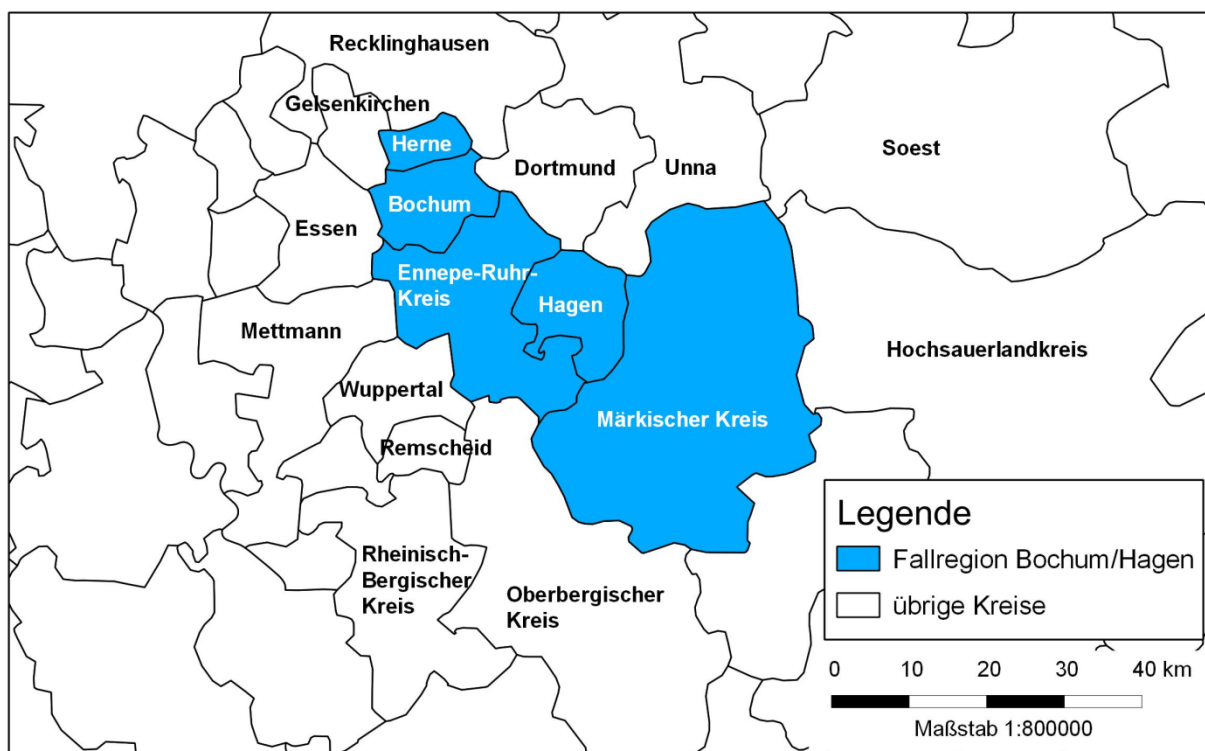 Recklinghausen
Gelsenkirchen
Herne
Dortmund
Unna
Soest
Bochum
Essen
Ennepe-Ruhr-
Kreis
Hagen
Mettmann
Hochsauerlandkreis
Wuppertal
Märkischer Kreis
Remscheid
Rheinisch-
Bergischer
Kreis
Oberbergischer
Kreis
Legende
Fallregion Bochum/Hagen
übrige Kreise
0 10 20 30 40 km
Maßstab 1:800000